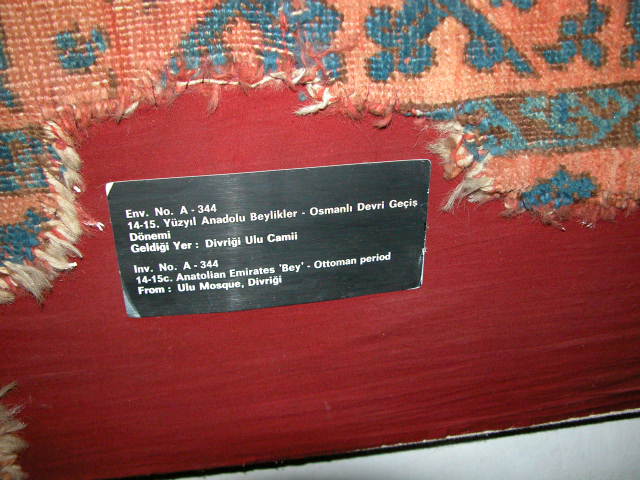 Env. No. A - 344
14-15. Yüzyıl Anadolu Beylikler - Osmanlı Devri Geçiş
Dönemi
Geldiği Yer : Divriği Ulu Camii
Inv. No. A - 344
14-15c. Anatolian Emirates 'Bey' - Ottoman period
From : Ulu Mosque, Divriği